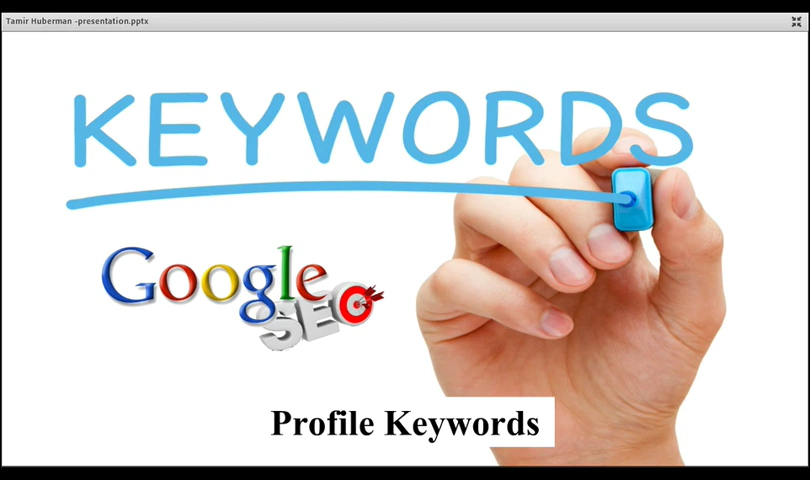 Tamir Huberman -presentation.pptx
KEYWORDS
Google
SEO
Profile Keywords